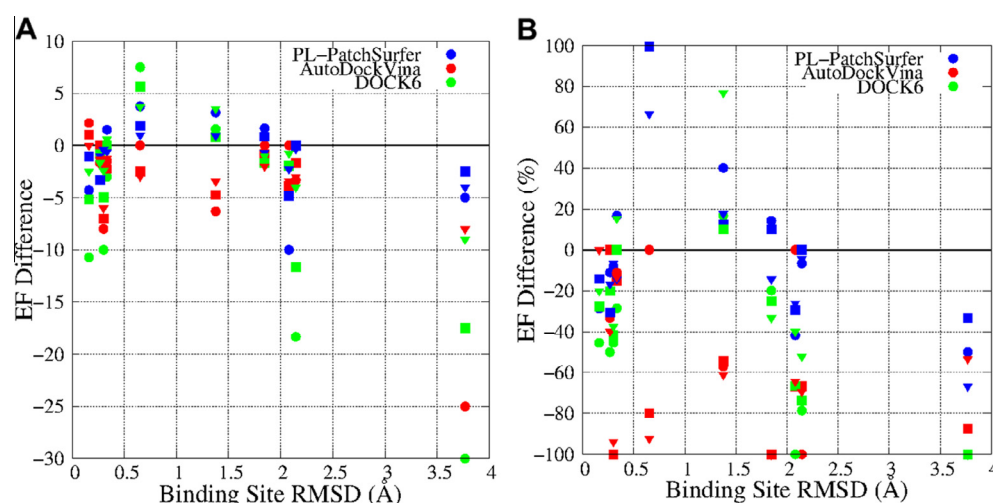 A
EF Difference
10
5
0
−5
−10
−15
−20
−25
−30
PL−PatchSurfer
AutoDockVina
DOCK6
0 0.5 1 1.5 2 2.5 3 3.5 4
Binding Site RMSD (Å)
B
EF Difference (%)
100
80
60
40
20
0
−20
−40
−60
−80
−100
PL−PatchSurfer
AutoDockVina
DOCK6
0 0.5 1 1.5 2 2.5 3 3.5 4
Binding Site RMSD (Å)